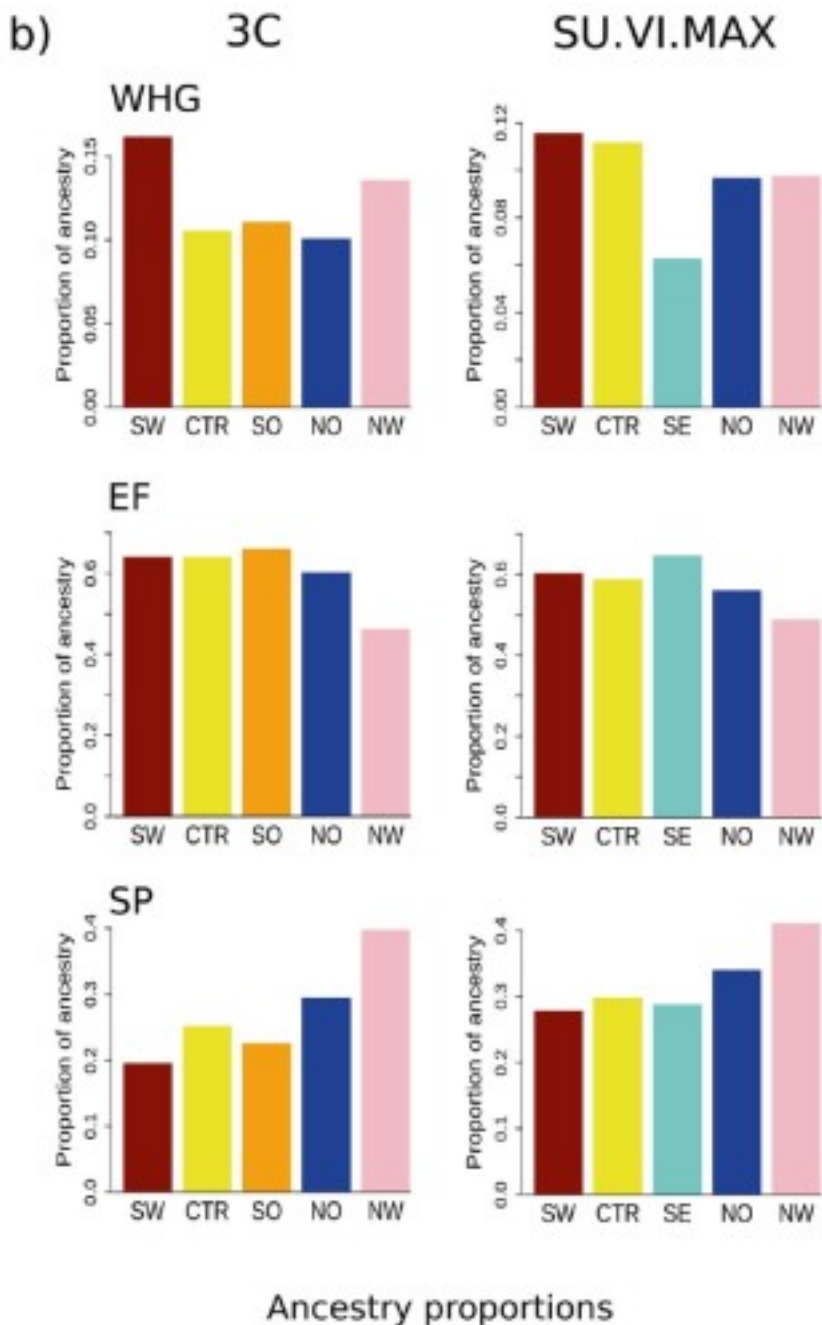 b) 3C SU.VI.MAX
WHG
Proportion of ancestry
0.00 0.05 0.10 0.15
SW CTR SO NO NW
Proportion of ancestry
0.00 0.04 0.08 0.12
SW CTR SE NO NW
EF
Proportion of ancestry
0.0 0.2 0.4 0.6
SW CTR SO NO NW
Proportion of ancestry
0.0 0.2 0.4 0.6
SW CTR SE NO NW
SP
Proportion of ancestry
0.0 0.1 0.2 0.3 0.4
SW CTR SO NO NW
Proportion of ancestry
0.0 0.1 0.2 0.3 0.4
SW CTR SE NO NW
Ancestry proportions